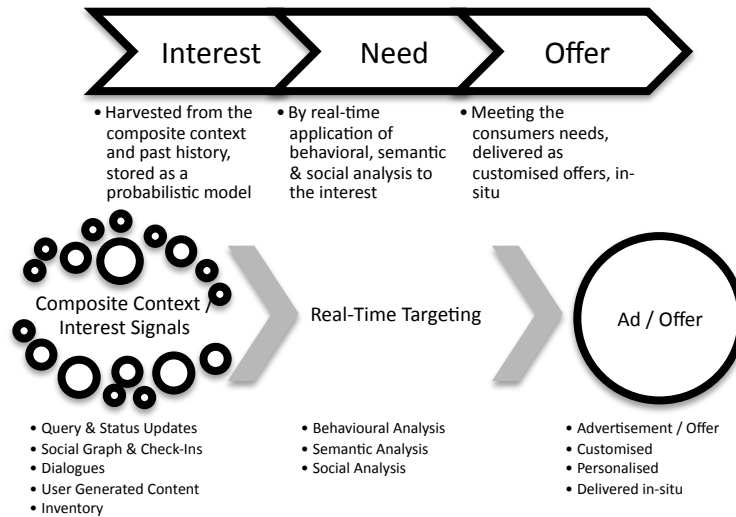 Interest
Need
Offer
• Harvested from the
composite context
and past history,
stored as a
probabilistic model
• By real-time
application of
behavioral, semantic
& social analysis to
the interest
• Meeting the
consumers needs,
delivered as
customised offers, in-
situ
Composite Context /
Interest Signals
Real-Time Targeting
Ad / Offer
• Query & Status Updates
• Social Graph & Check-Ins
• Dialogues
• User Generated Content
• Inventory
• Behavioural Analysis
• Semantic Analysis
• Social Analysis
• Advertisement / Offer
• Customised
• Personalised
• Delivered in-situ